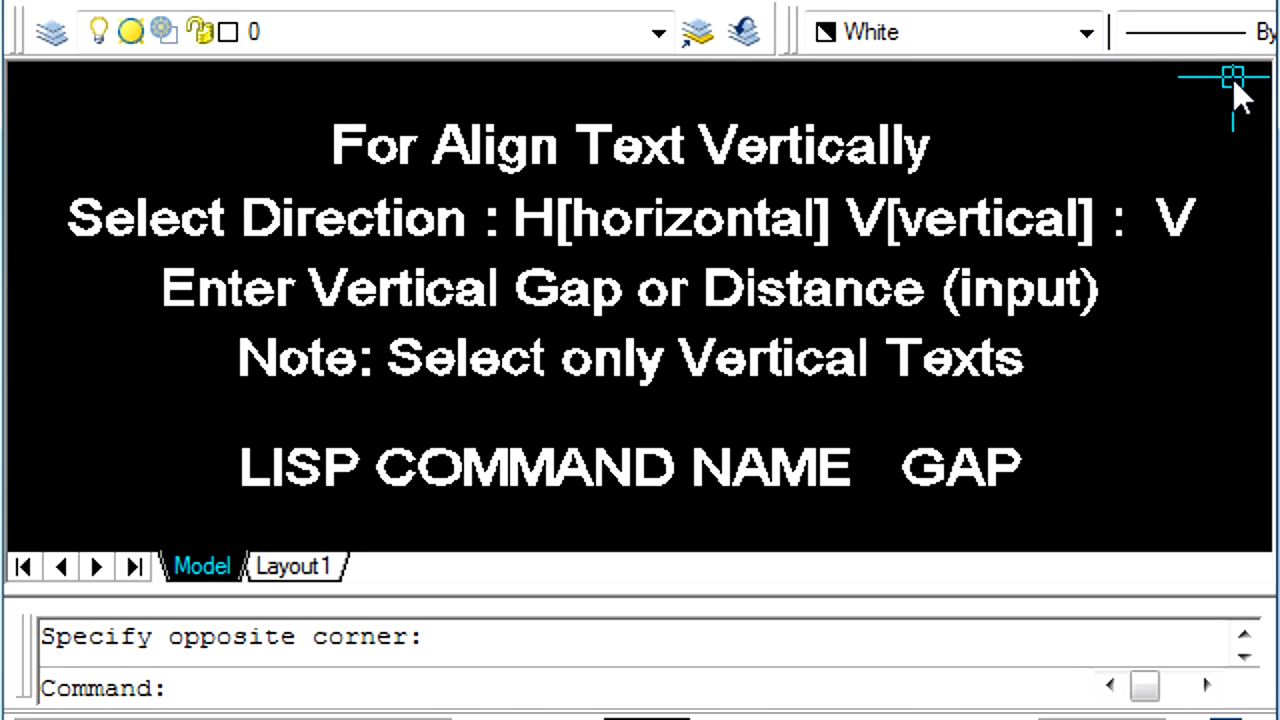 0 White By
For Align Text Vertically
Select Direction : H[horizontal] V[vertical] : V
Enter Vertical Gap or Distance (input)
Note: Select only Vertical Texts
LISP COMMAND NAME GAP
Model Layout1
Specify opposite corner:
Command: